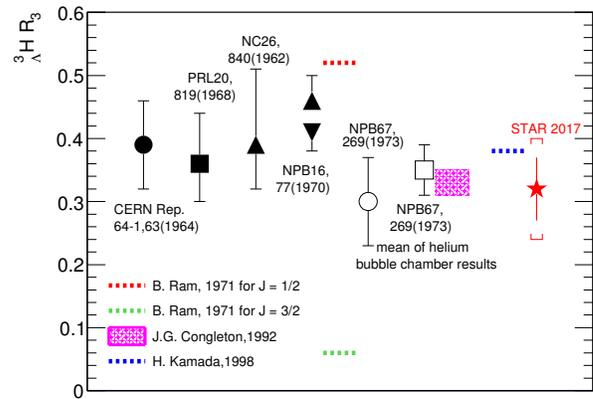 ³ΛH R₃
0.6
0.5
0.4
0.3
0.2
0.1
0
NC26,
840(1962)
PRL20,
819(1968)
NPB67,
269(1973)
STAR 2017
NPB16,
77(1970)
CERN Rep.
64-1,63(1964)
NPB67,
269(1973)
mean of helium
bubble chamber results
B. Ram, 1971 for J = 1/2
B. Ram, 1971 for J = 3/2
J.G. Congleton,1992
H. Kamada,1998